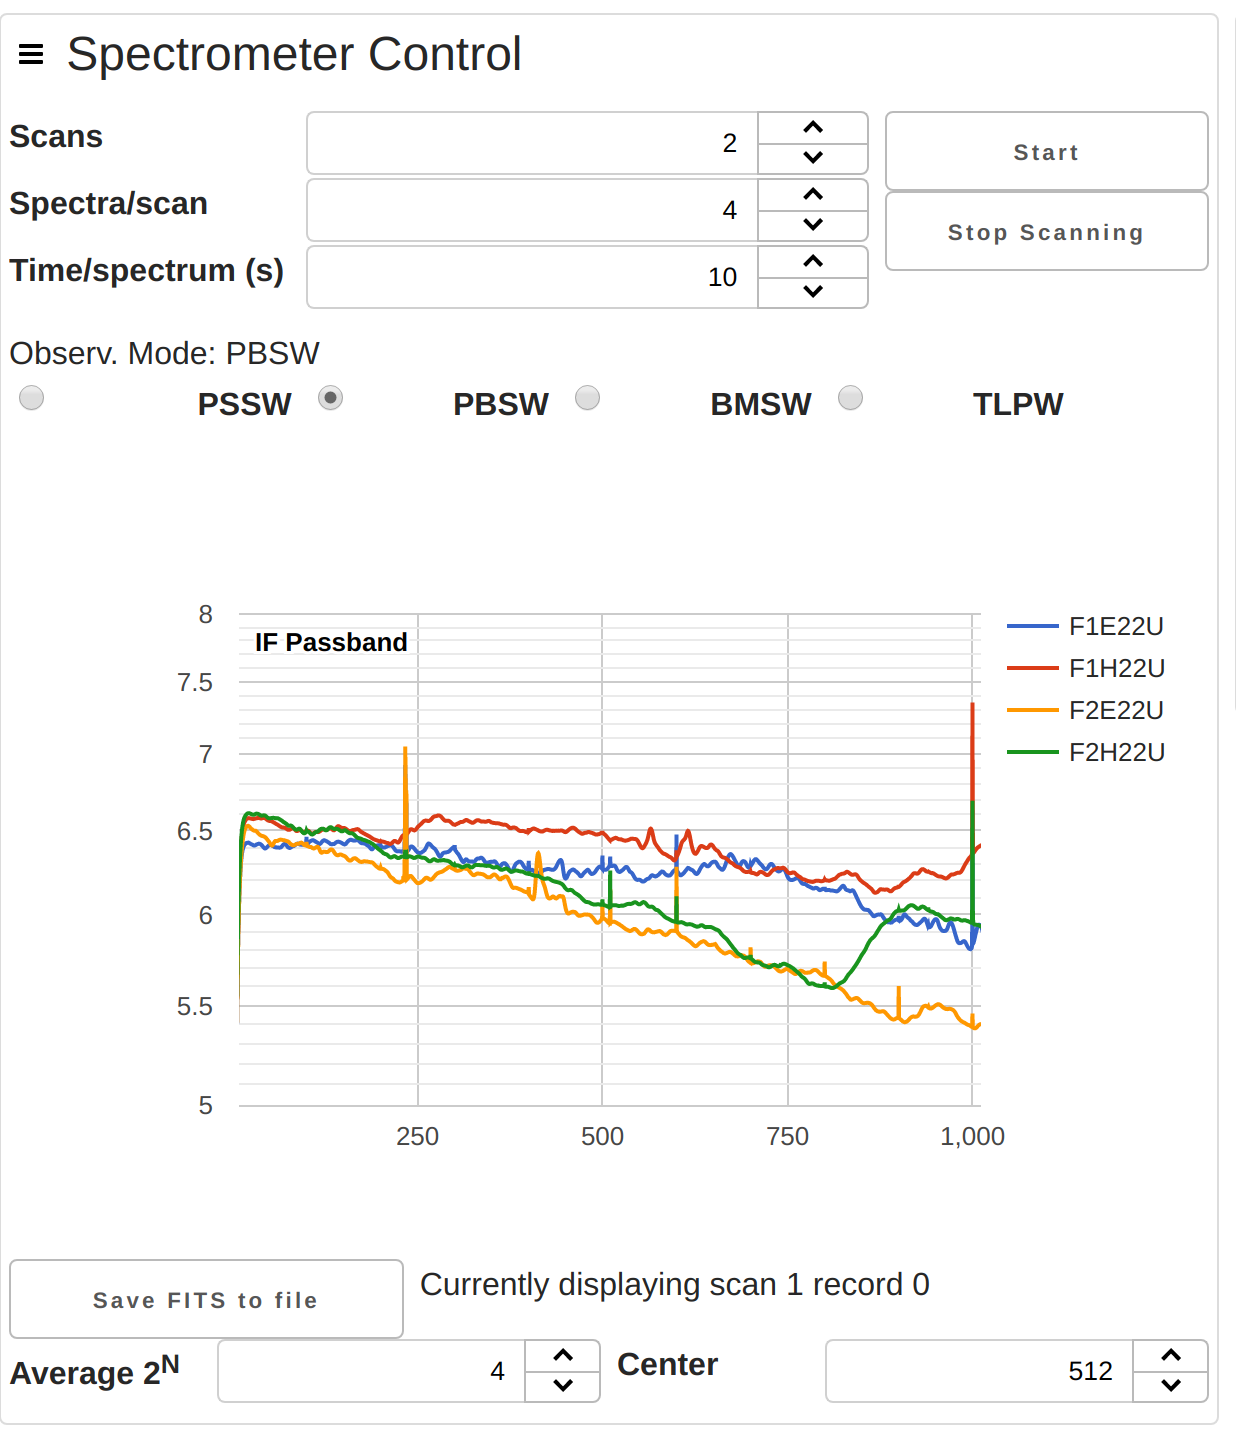 Spectrometer Control
Scans
2
Start
Spectra/scan
4
Stop Scanning
Time/spectrum (s)
10
Observ. Mode: PBSW
PSSW PBSW BMSW TLPW
8
IF Passband
7.5
7
6.5
6
5.5
5
250 500 750 1,000
F1E22U
F1H22U
F2E22U
F2H22U
Save FITS to file
Currently displaying scan 1 record 0
Average 2^N
4
Center
512